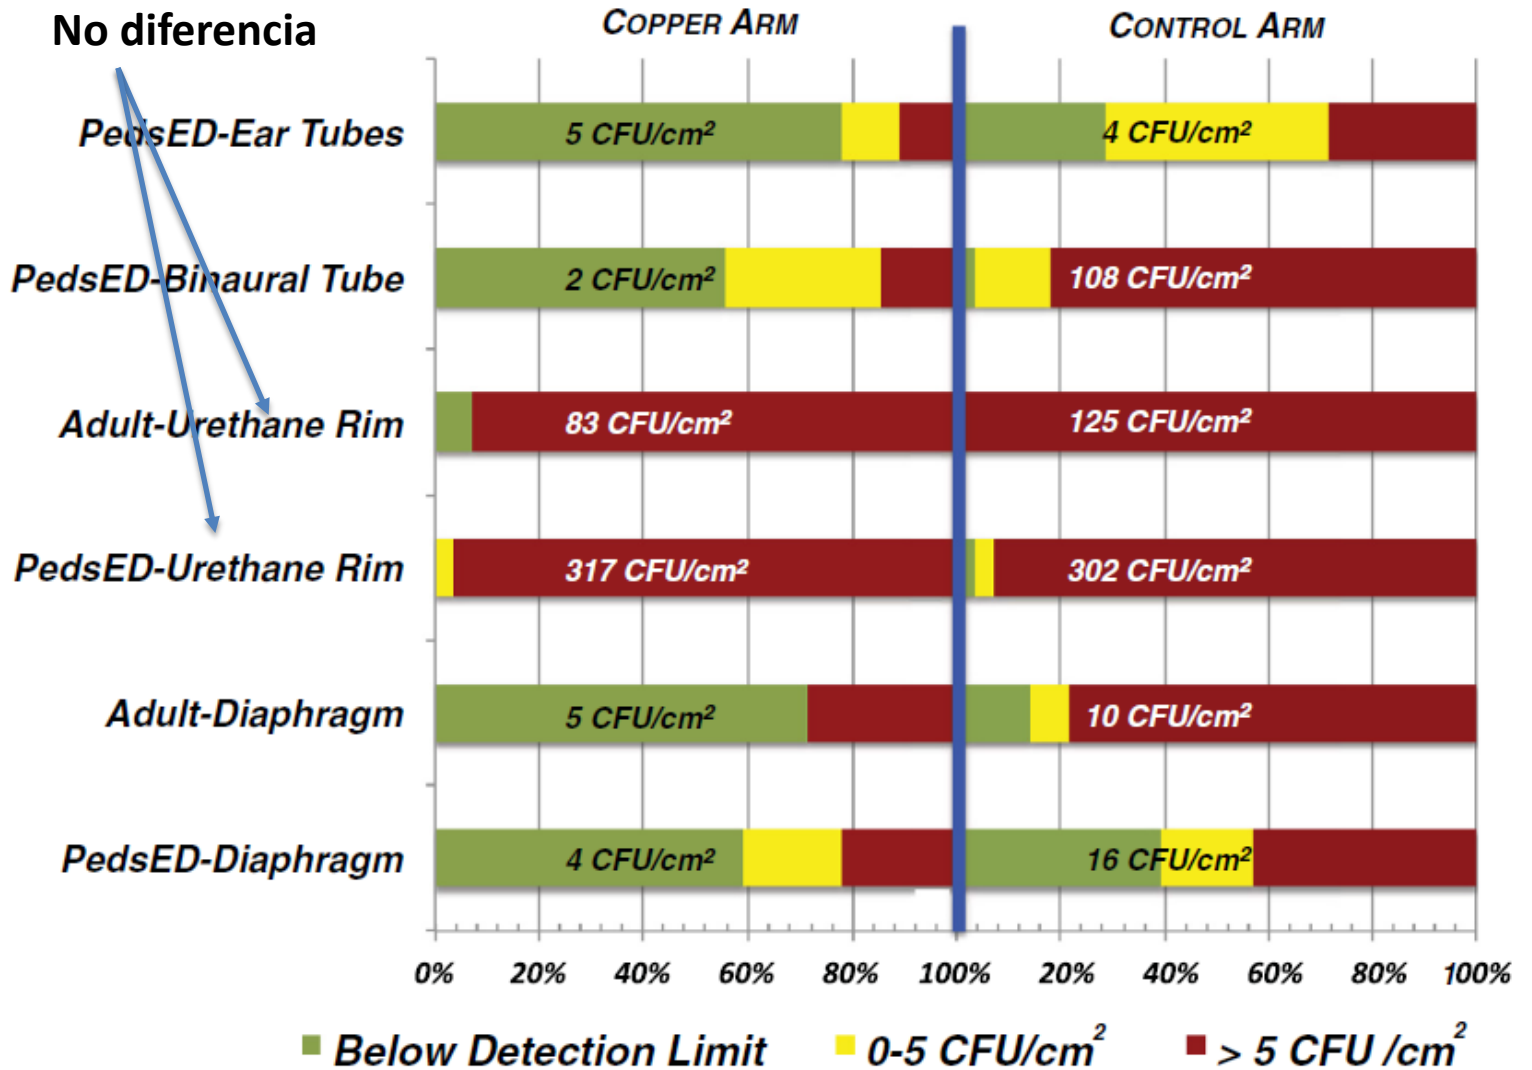 No diferencia
COPPER ARM
CONTROL ARM
PedsED-Ear Tubes
5 CFU/cm²
4 CFU/cm²
PedsED-Binaural Tube
2 CFU/cm²
108 CFU/cm²
Adult-Urethane Rim
83 CFU/cm²
125 CFU/cm²
PedsED-Urethane Rim
317 CFU/cm²
302 CFU/cm²
Adult-Diaphragm
5 CFU/cm²
10 CFU/cm²
PedsED-Diaphragm
4 CFU/cm²
16 CFU/cm²
0% 20% 40% 60% 80% 100% 20% 40% 60% 80% 100%
Below Detection Limit 0-5 CFU/cm² > 5 CFU /cm²